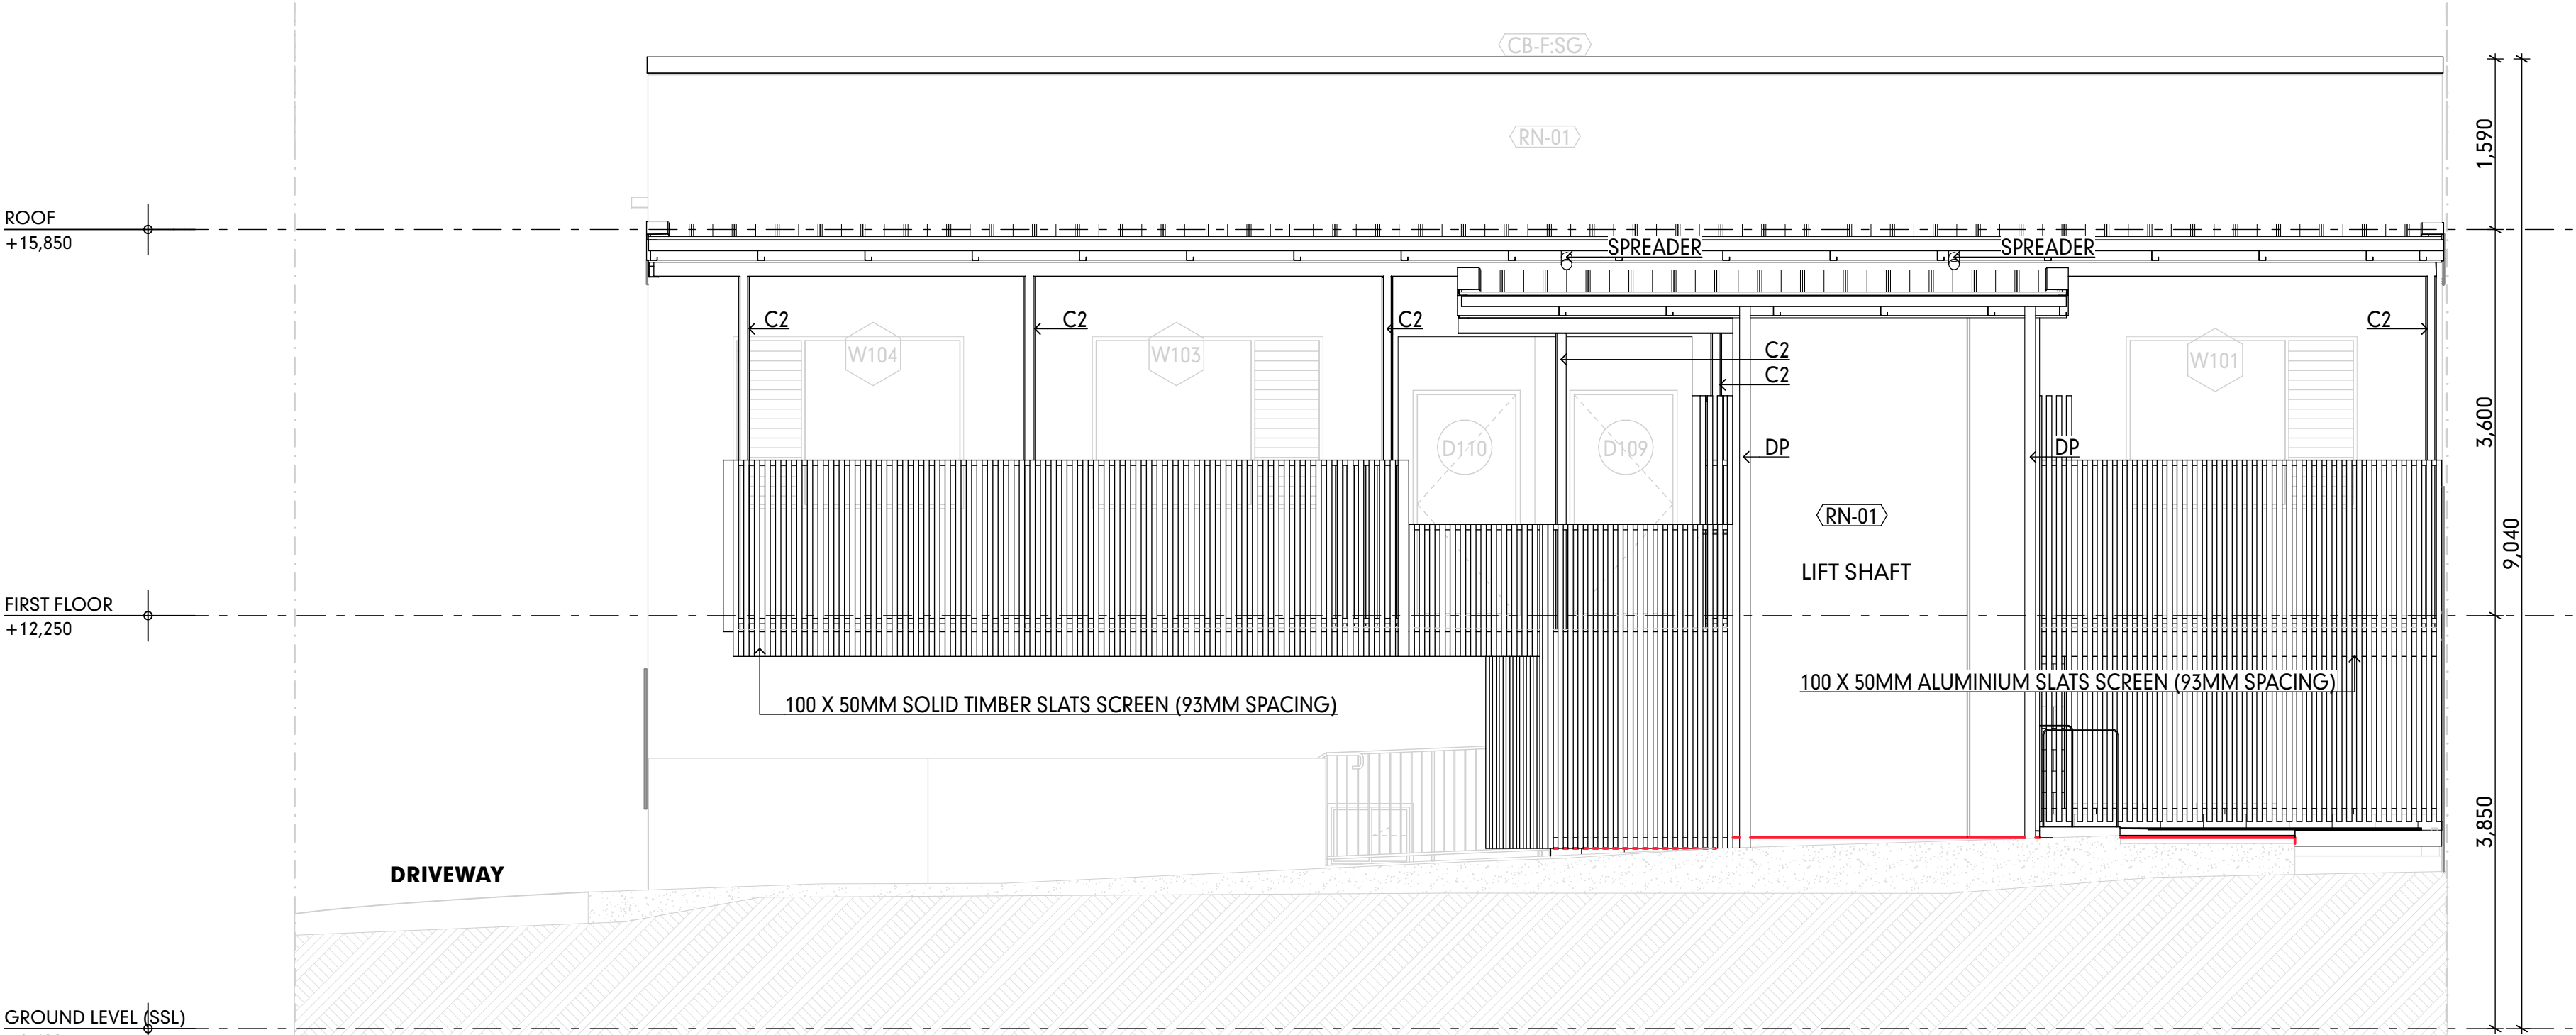 CB-F:SG
RN-01
1,590
ROOF
+15,850
SPREADER
SPREADER
C2
C2
C2
C2
W104
W103
W101
C2
C2
3,600
D110
D109
DP
DP
RN-01
9,040
LIFT SHAFT
FIRST FLOOR
+12,250
100 X 50MM ALUMINIUM SLATS SCREEN (93MM SPACING)
100 X 50MM SOLID TIMBER SLATS SCREEN (93MM SPACING)
3,850
DRIVEWAY
GROUND LEVEL (SSL)